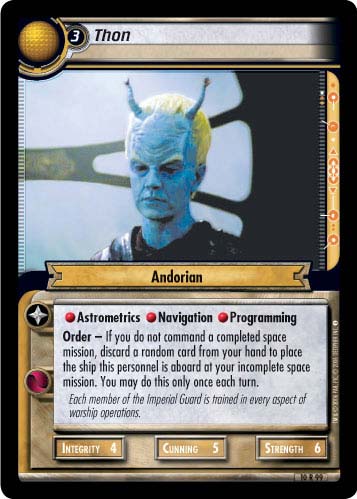 3 Thon
Andorian
Astrometrics Navigation Programming
Order – If you do not command a completed space
mission, discard a random card from your hand to place
the ship this personnel is aboard at your incomplete space
mission. You may do this only once each turn.
Each member of the Imperial Guard is trained in every aspect of
warship operations.
INTEGRITY 4 CUNNING 5 STRENGTH 6
10 R 99